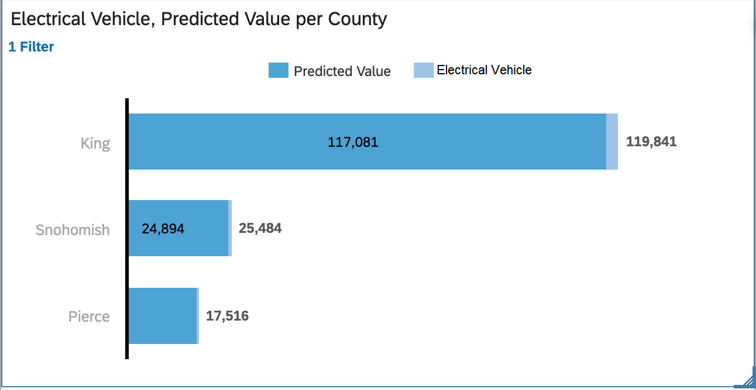 Electrical Vehicle, Predicted Value per County
1 Filter
Predicted Value Electrical Vehicle
King 117,081 119,841
Snohomish 24,894 25,484
Pierce 17,516